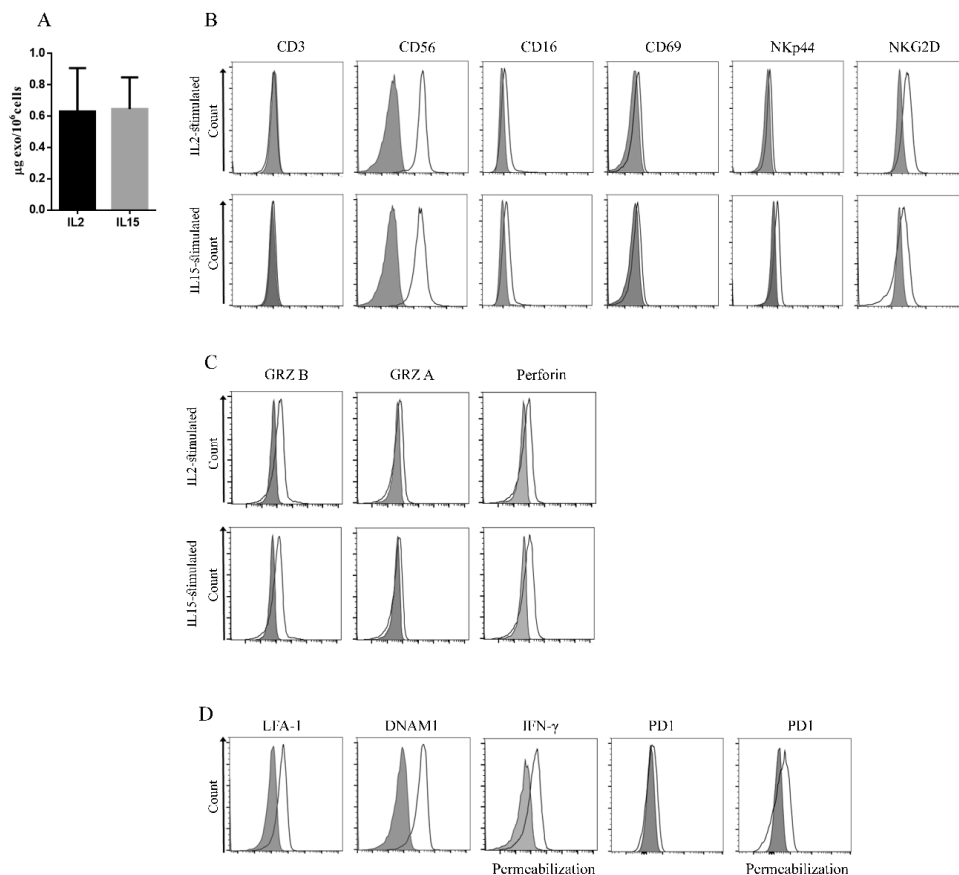 A
µg exo/10⁶cells
1.0
0.8
0.6
0.4
0.2
0.0
IL2 IL15
B
CD3 CD56 CD16 CD69 NKp44 NKG2D
IL2-stimulated
Count
IL15-stimulated
Count
C
GRZ B GRZ A Perforin
IL2-stimulated
Count
IL15-stimulated
Count
D
LFA-1 DNAM1 IFN-γ PD1 PD1
Count
Permeabilization Permeabilization